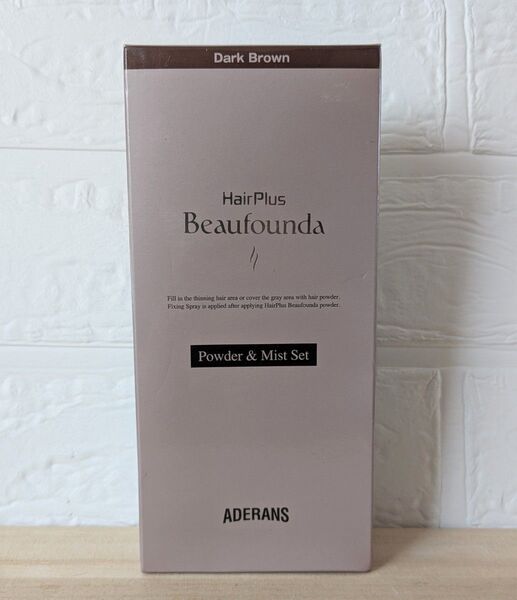 Dark Brown
HairPlus
Beaufounda
Fill in the thinning hair area or cover the gray area with hair powder.
Fixing Spray is applied after applying HairPlus Beaufounda powder.
Powder & Mist Set
ADERANS